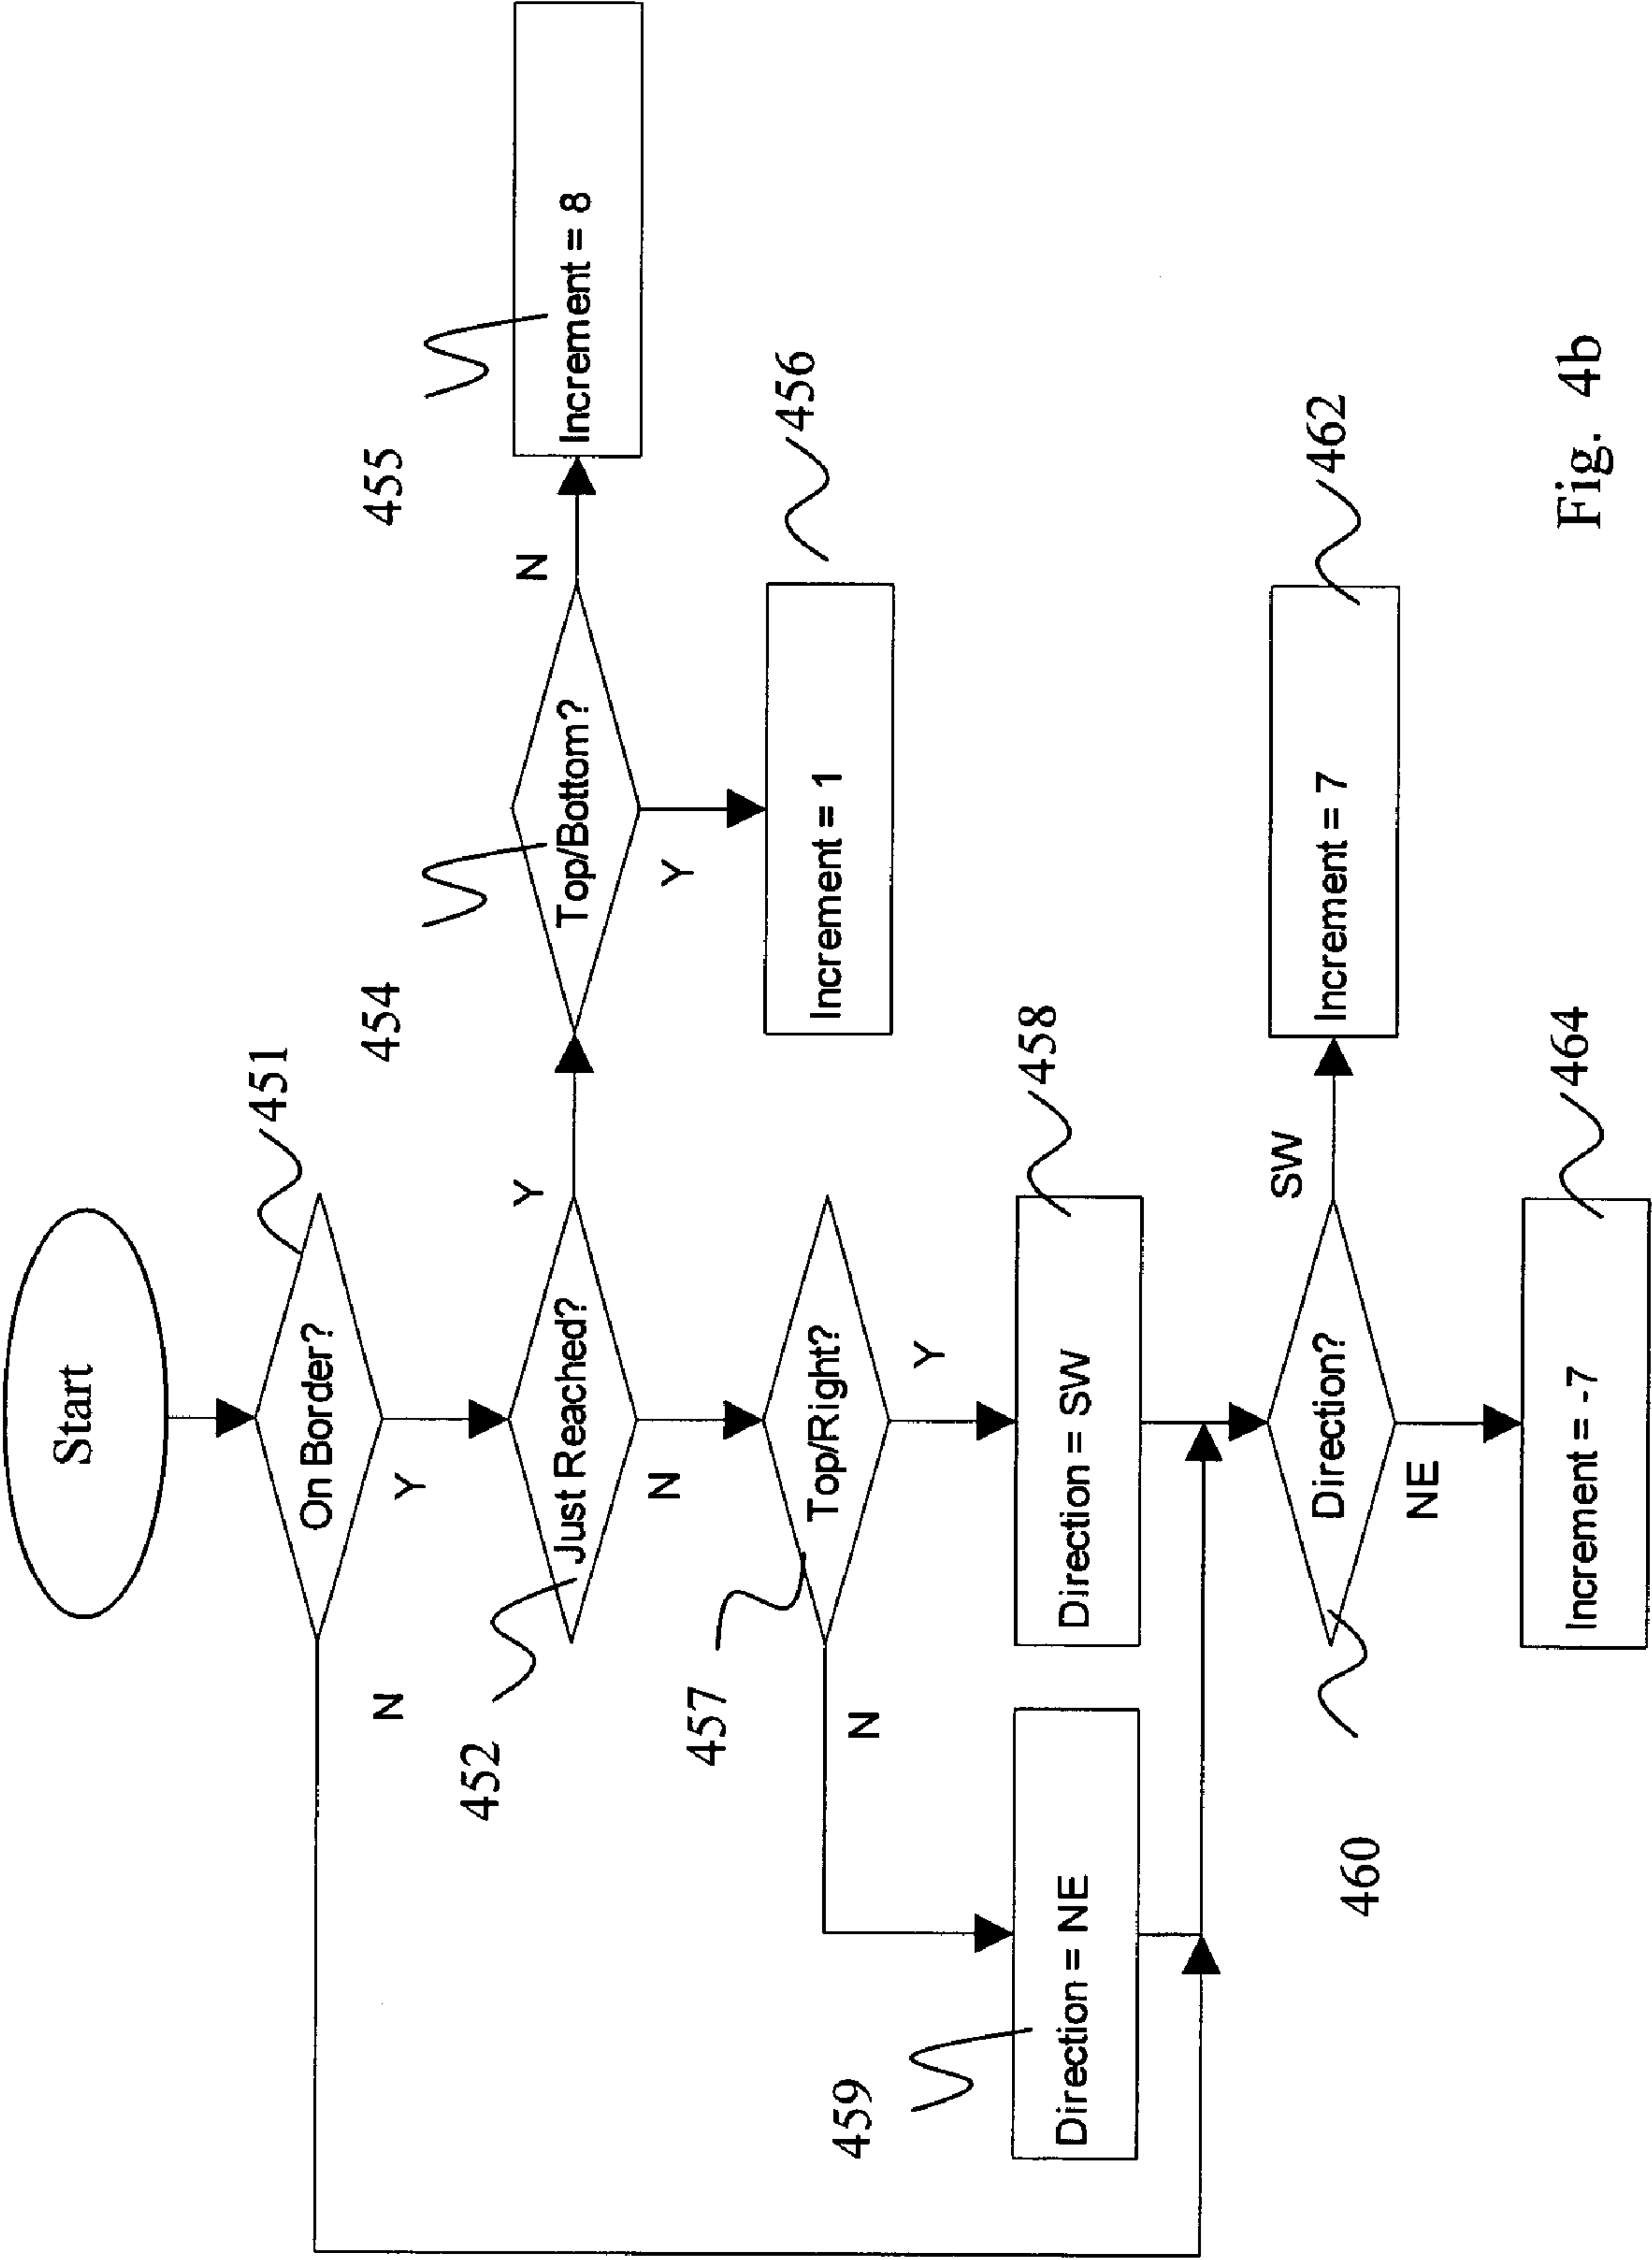 Start
On Border?
451
Y
N
Just Reached?
452
Y
N
Top/Bottom?
454
N
Y
Increment = 8
455
Increment = 1
456
Top/Right?
457
Y
N
Direction = SW
458
Direction = NE
459
Direction?
460
SW
NE
Increment = 7
462
Increment = -7
464
Fig. 4b